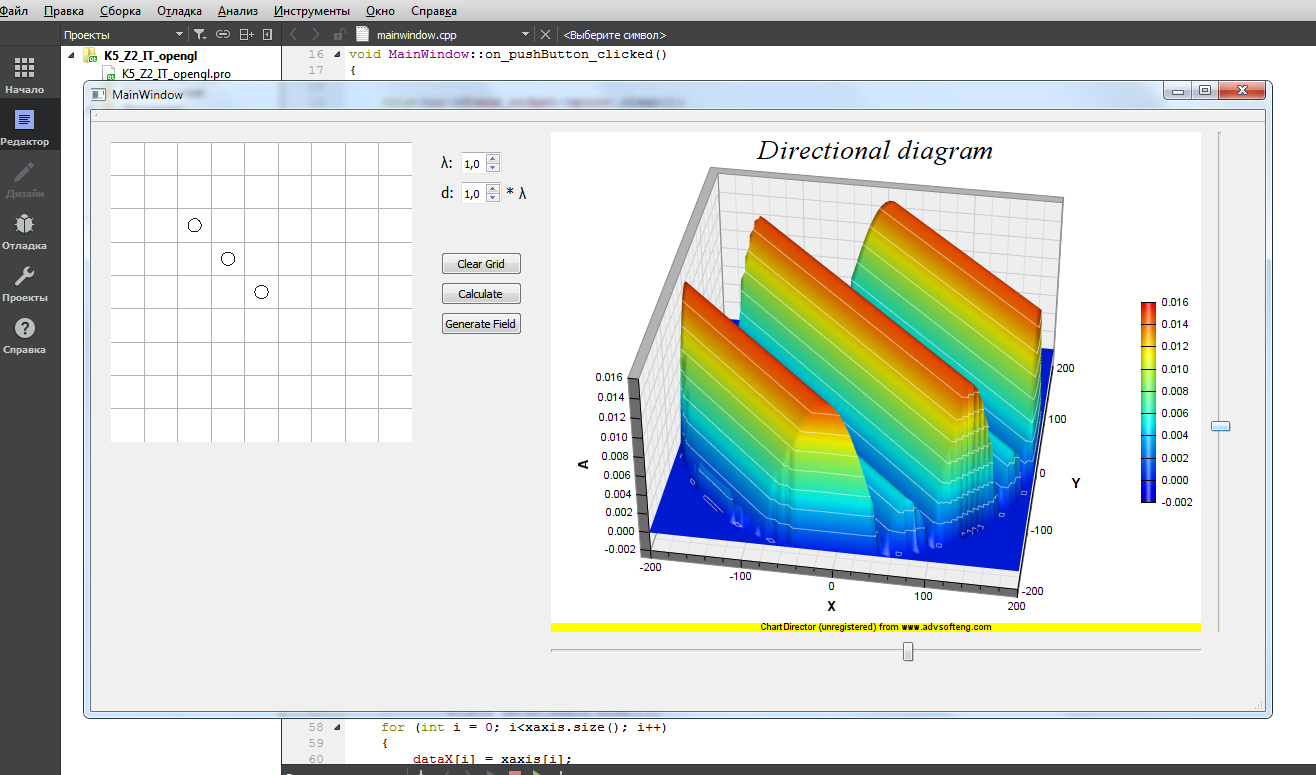 Файл Правка Сборка Отладка Анализ Инструменты Окно Справка
Проекты mainwindow.cpp <Выберите символ>
K5_Z2_IT_opengl
K5_Z2_IT_opengl.pro
16 void MainWindow::on_pushButton_clicked()
17 {
Начало
Редактор
Дизайн
Отладка
Проекты
Справка
MainWindow
λ: 1,0
d: 1,0 * λ
Clear Grid
Calculate
Generate Field
Directional diagram
0.016
0.014
0.012
0.010
0.008
0.006
0.004
0.002
0.000
-0.002
A
-200
-100
0
100
200
X
200
100
0
-100
-200
Y
0.016
0.014
0.012
0.010
0.008
0.006
0.004
0.002
0.000
-0.002
ChartDirector (unregistered) from www.advsofteng.com
58 for (int i = 0; i<xaxis.size(); i++)
59 {
60 dataX[i] = xaxis[i];